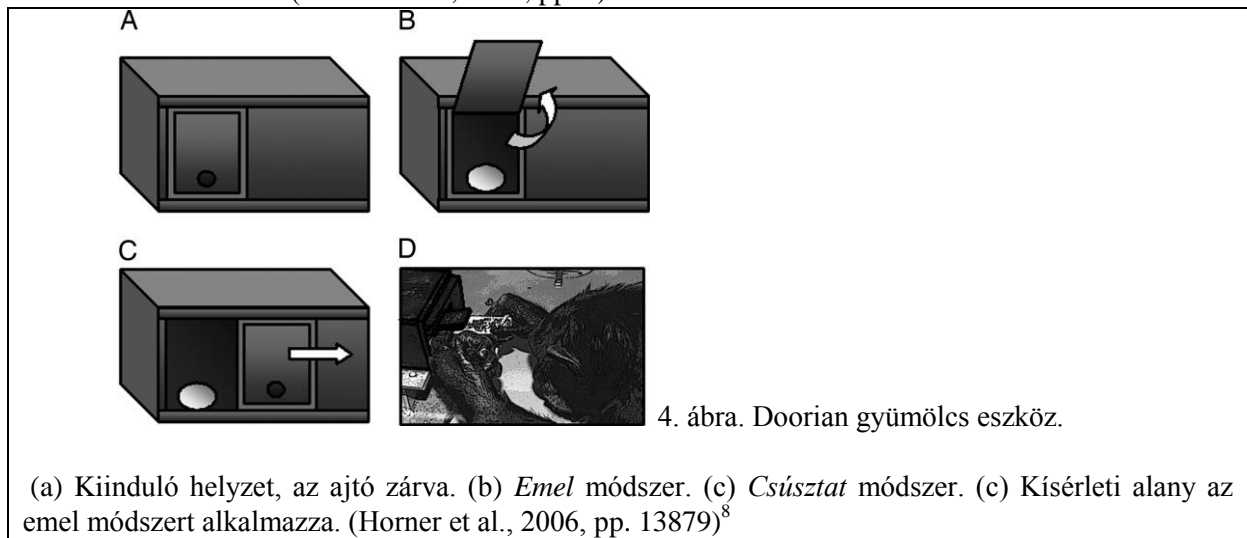 A
B
C
D
4. ábra. Doorian gyümölcs eszköz.
(a) Kiinduló helyzet, az ajtó zárva. (b) Emel módszer. (c) Csúsztat módszer. (c) Kísérleti alany az
emel módszert alkalmazza. (Horner et al., 2006, pp. 13879)8